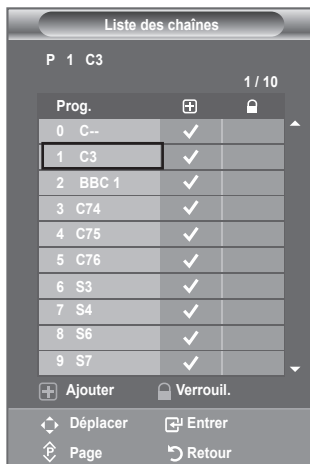 Liste des chaînes
P 1 C3
1 / 10
Prog.
0 C--
1 C3
2 BBC 1
3 C74
4 C75
5 C76
6 S3
7 S4
8 S6
9 S7
Ajouter Verrouil.
Déplacer Entrer
Page Retour